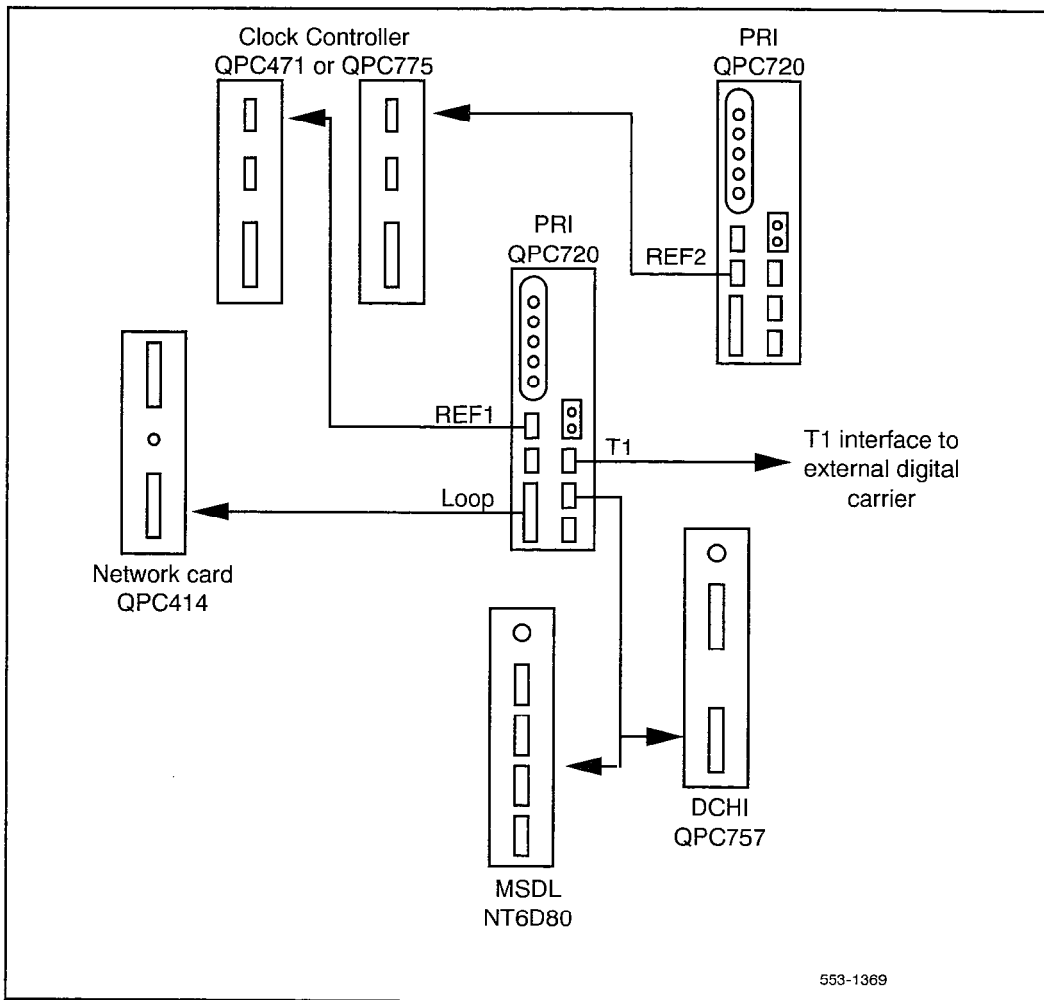 Clock Controller
QPC471 or QPC775
PRI
QPC720
PRI
QPC720
REF2
REF1
T1
T1 interface to
external digital
carrier
Loop
Network card
QPC414
DCHI
QPC757
MSDL
NT6D80
553-1369